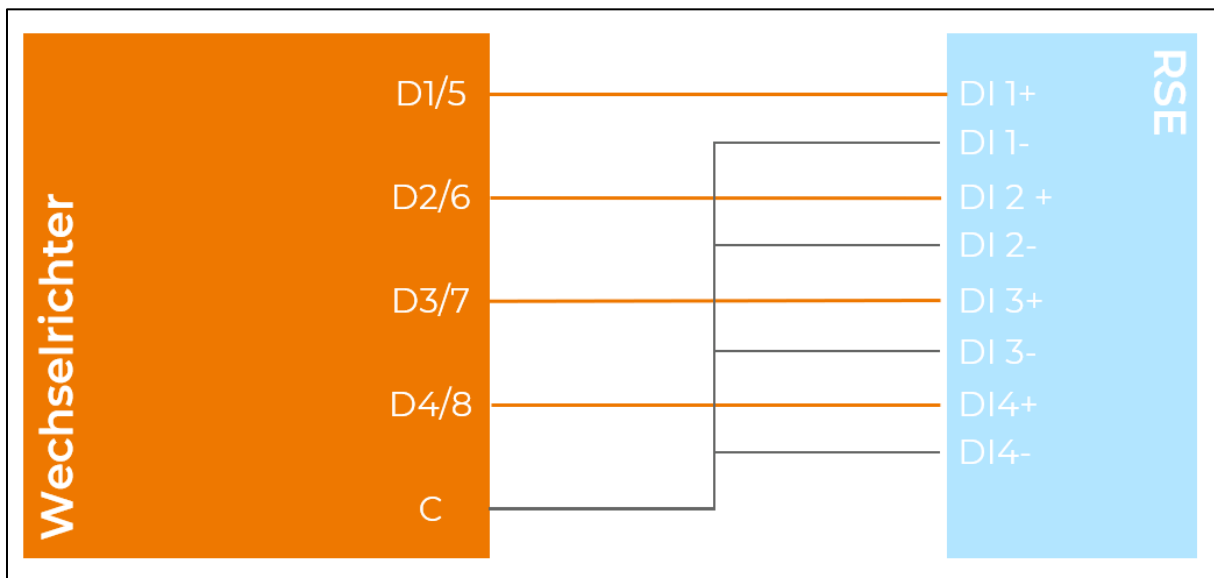 Wechselrichter
D1/5
D2/6
D3/7
D4/8
C
DI 1+
DI 1-
DI 2 +
DI 2-
DI 3+
DI 3-
DI4+
DI4-
RSE